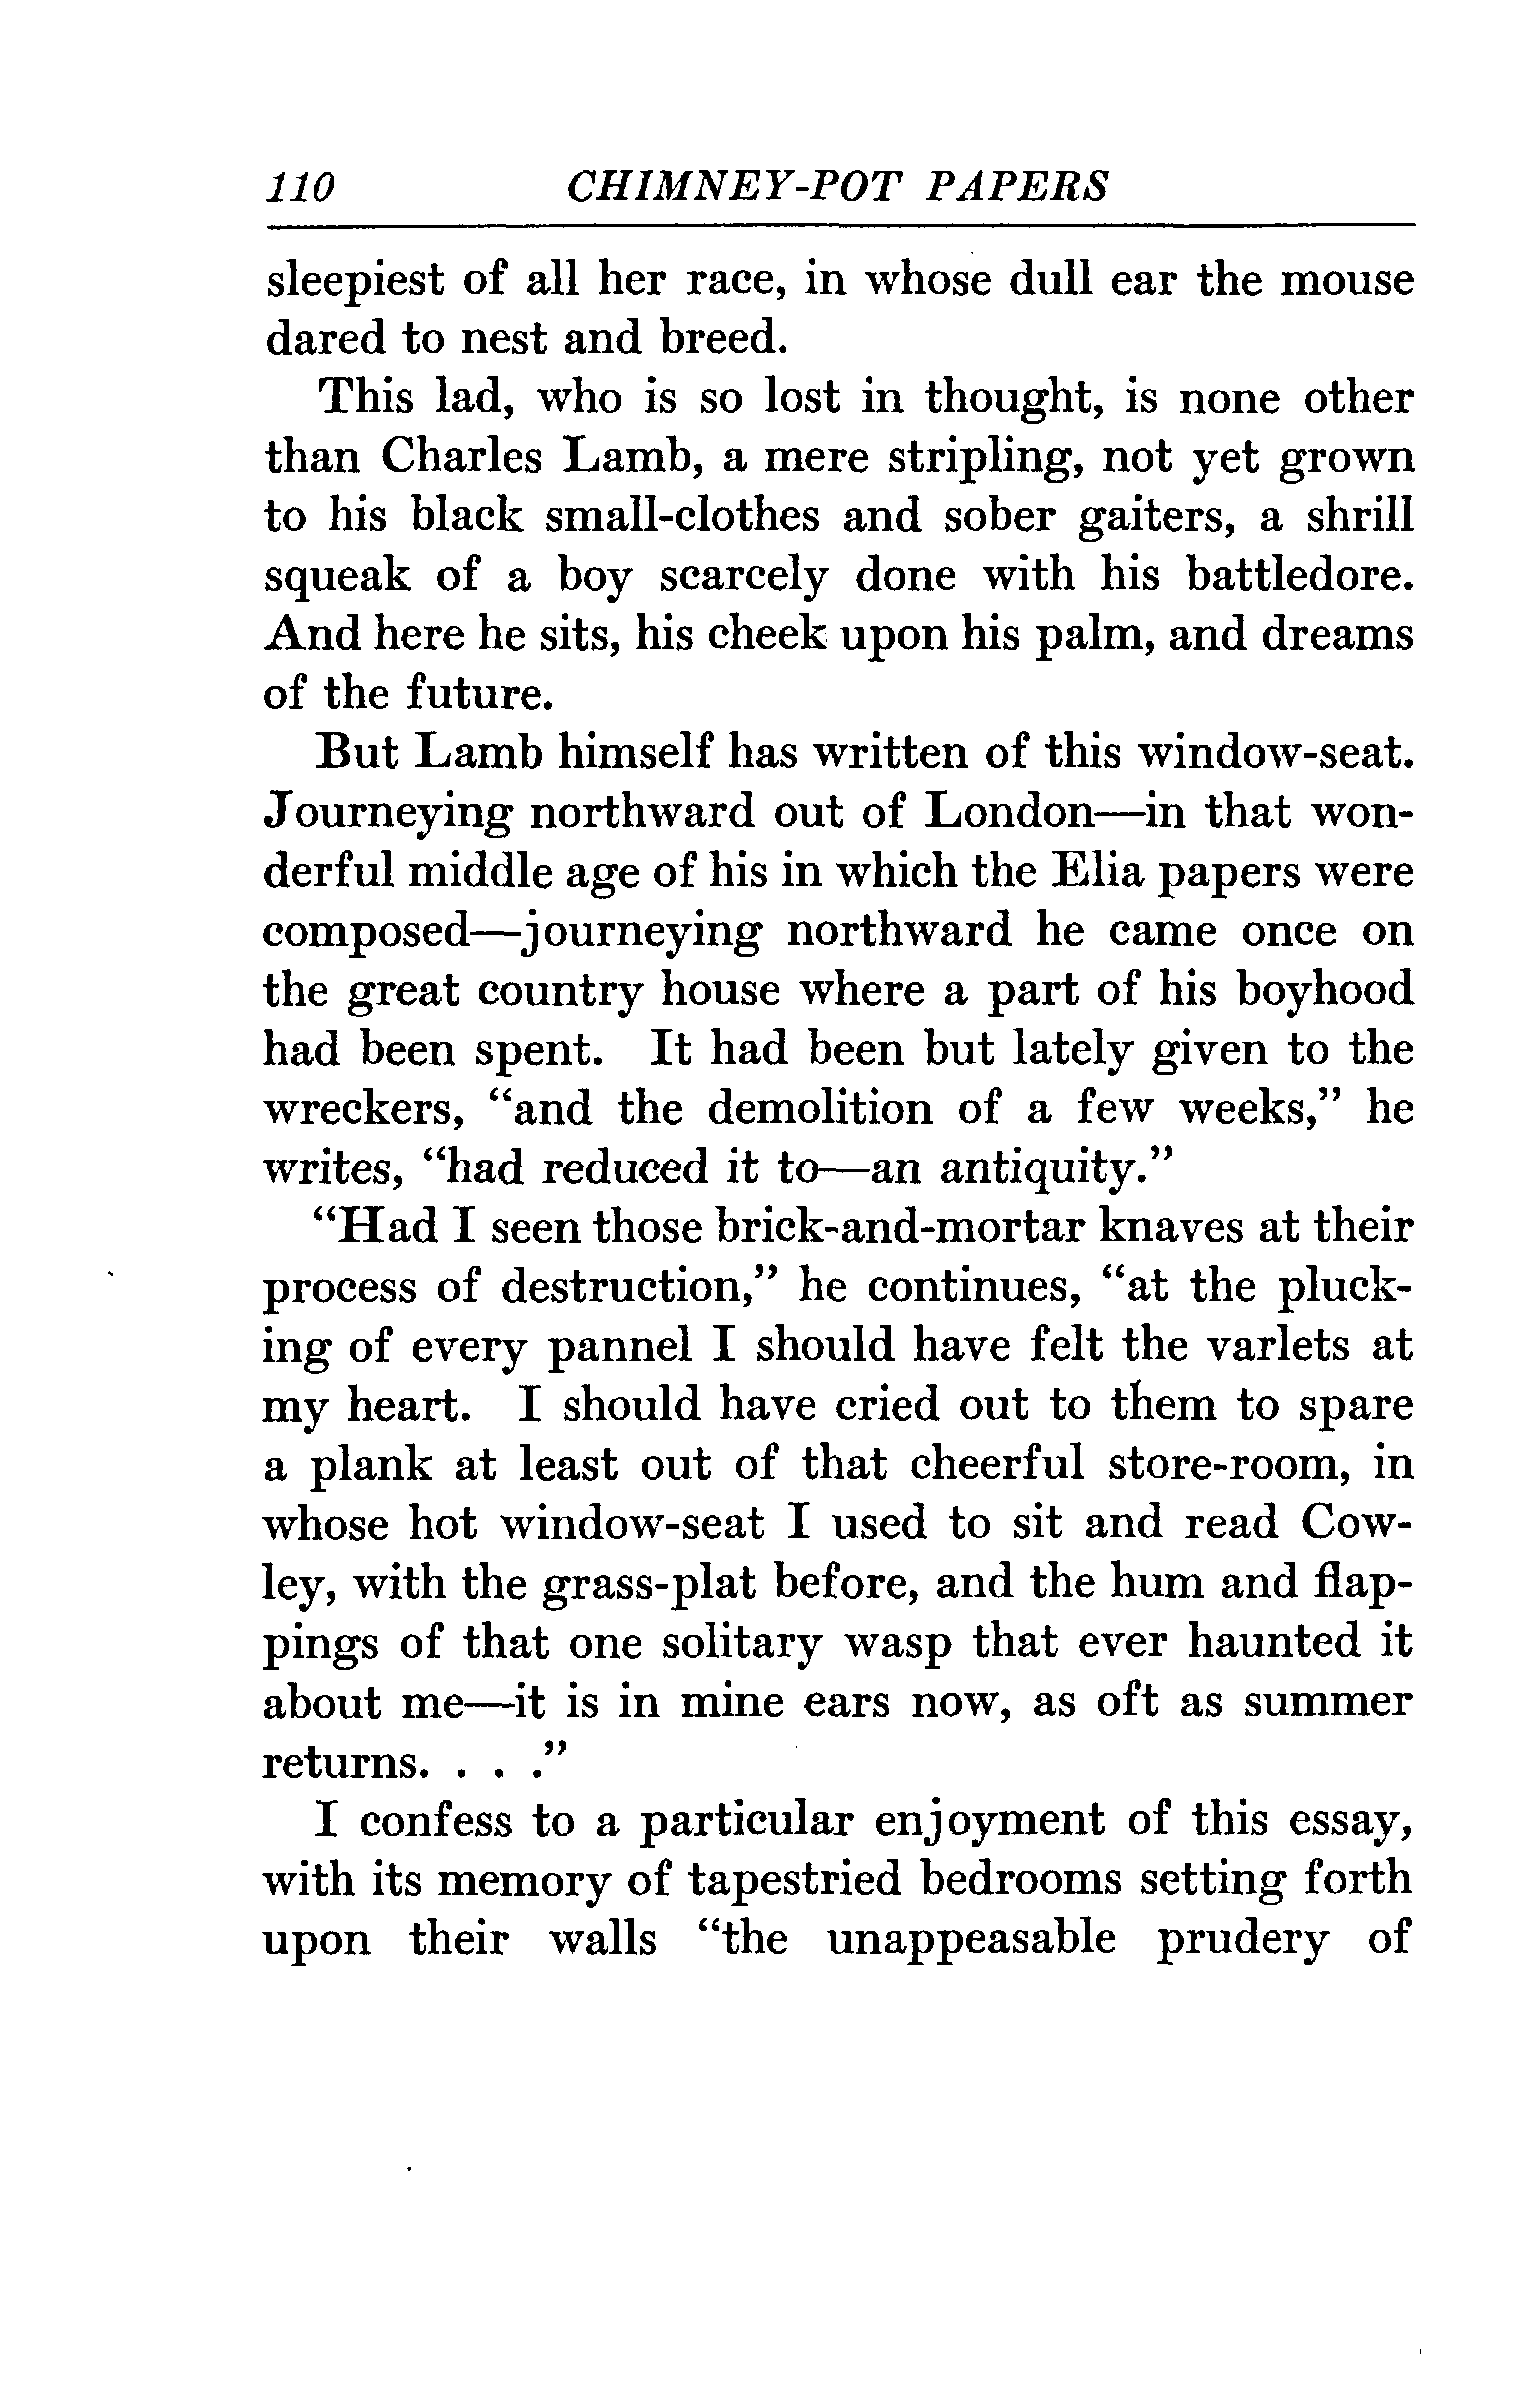 110 CHIMNEY-POT PAPERS
sleepiest of all her race, in whose dull ear the mouse
dared to nest and breed.
This lad, who is so lost in thought, is none other
than Charles Lamb, a mere stripling, not yet grown
to his black small-clothes and sober gaiters, a shrill
squeak of a boy scarcely done with his battledore.
And here he sits, his cheek upon his palm, and dreams
of the future.
But Lamb himself has written of this window-seat.
Journeying northward out of London—in that won-
derful middle age of his in which the Elia papers were
composed—journeying northward he came once on
the great country house where a part of his boyhood
had been spent. It had been but lately given to the
wreckers, “and the demolition of a few weeks,” he
writes, “had reduced it to—an antiquity.”
“Had I seen those brick-and-mortar knaves at their
process of destruction,” he continues, “at the pluck-
ing of every pannel I should have felt the varlets at
my heart. I should have cried out to them to spare
a plank at least out of that cheerful store-room, in
whose hot window-seat I used to sit and read Cow-
ley, with the grass-plat before, and the hum and flap-
pings of that one solitary wasp that ever haunted it
about me—it is in mine ears now, as oft as summer
returns. . . .”
I confess to a particular enjoyment of this essay,
with its memory of tapestried bedrooms setting forth
upon their walls “the unappeasable prudery of